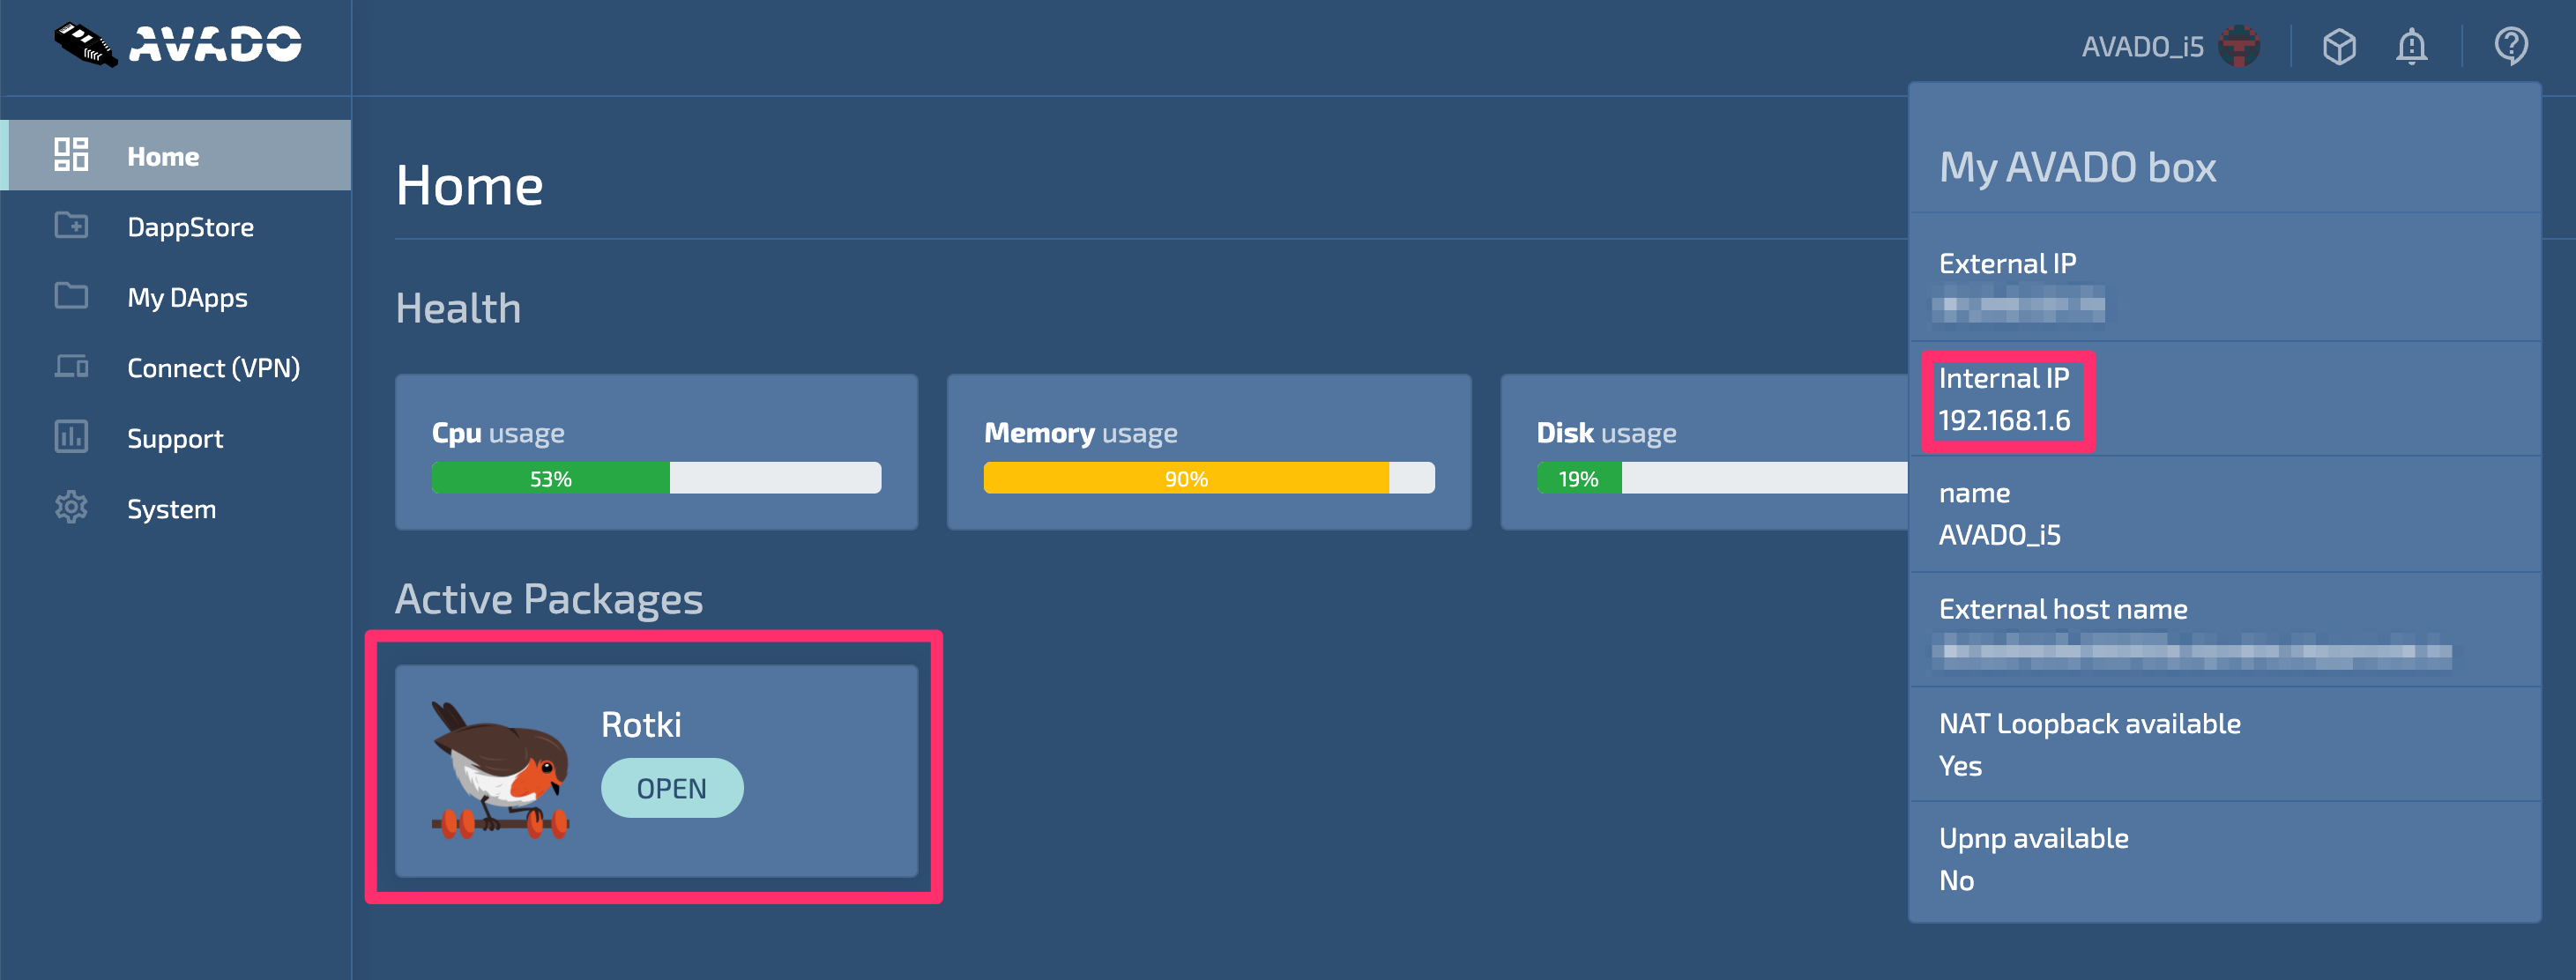 AVADO
AVADO_i5
Home
DappStore
My DApps
Connect (VPN)
Support
System
Home
Health
Cpu usage
53%
Memory usage
90%
Disk usage
19%
Active Packages
Rotki
OPEN
My AVADO box
External IP
Internal IP
192.168.1.6
name
AVADO_i5
External host name
NAT Loopback available
Yes
Upnp available
No